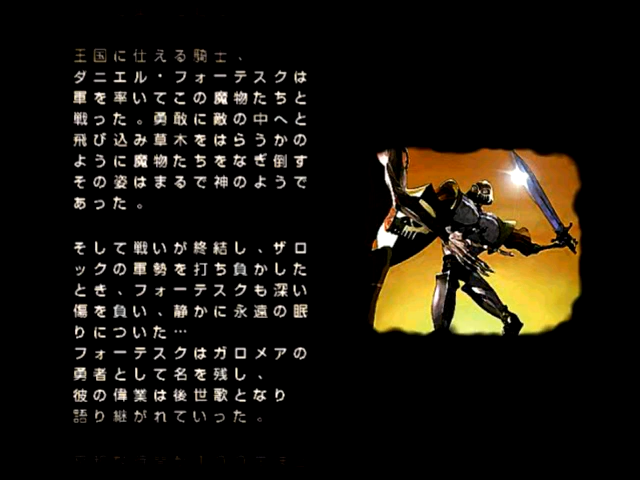 王国に仕える騎士、
ダニエル・フォーテスクは
軍を率いてこの魔物たちと
戦った。勇敢に敵の中へと
飛び込み草木をはらうかの
ように魔物たちをなぎ倒す
その姿はまるで神のようで
あった。
そして戦いが終結し、ザロ
ックの軍勢を打ち負かした
とき、フォーテスクも深い
傷を負い、静かに永遠の眠
りについた…
フォーテスクはガロメアの
勇者として名を残し、
彼の偉業は後世歌となり
語り継がれていった。